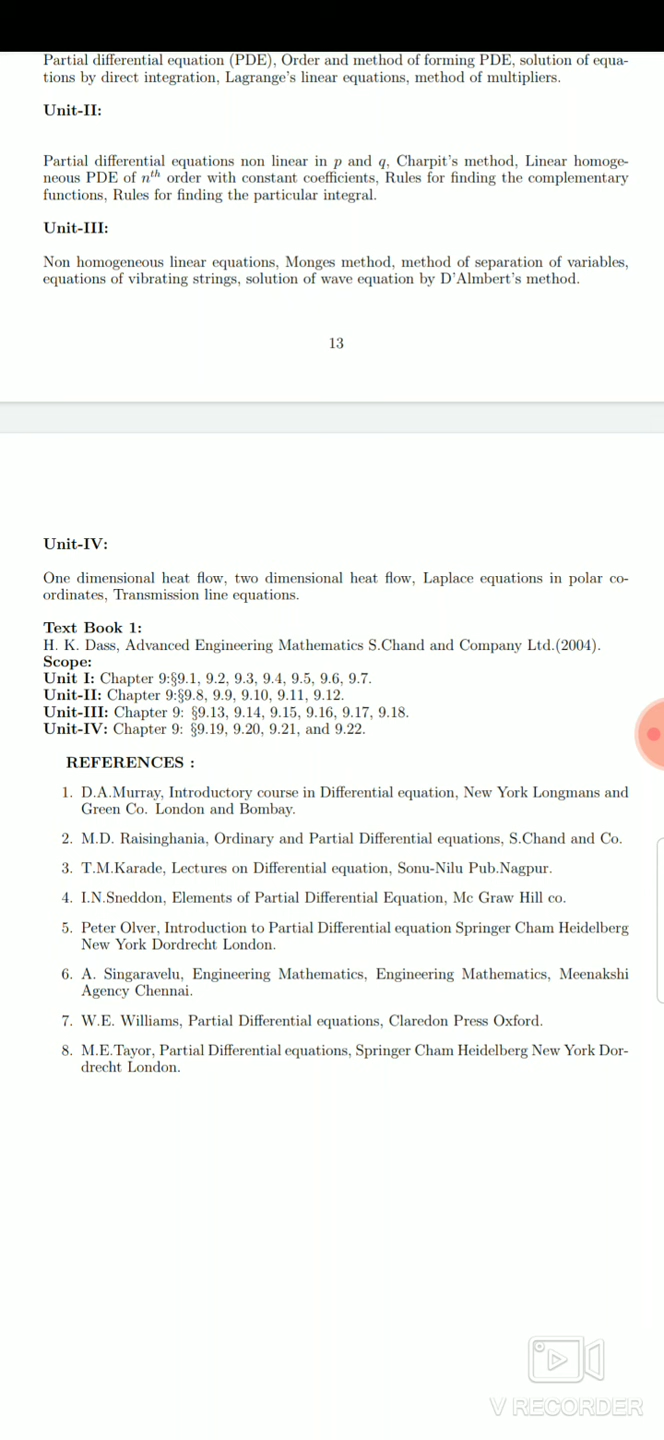 Partial differential equation (PDE), Order and method of forming PDE, solution of equa-
tions by direct integration, Lagrange's linear equations, method of multipliers.
Unit-II:
Partial differential equations non linear in p and q, Charpit's method, Linear homoge-
neous PDE of nth order with constant coefficients, Rules for finding the complementary
functions, Rules for finding the particular integral.
Unit-III:
Non homogeneous linear equations, Monges method, method of separation of variables,
equations of vibrating strings, solution of wave equation by D'Almbert's method.
13
Unit-IV:
One dimensional heat flow, two dimensional heat flow, Laplace equations in polar co-
ordinates, Transmission line equations.
Text Book 1:
H. K. Dass, Advanced Engineering Mathematics S.Chand and Company Ltd.(2004).
Scope:
Unit I: Chapter 9:§9.1, 9.2, 9.3, 9.4, 9.5, 9.6, 9.7.
Unit-II: Chapter 9:§9.8, 9.9, 9.10, 9.11, 9.12.
Unit-III: Chapter 9: §9.13, 9.14, 9.15, 9.16, 9.17, 9.18.
Unit-IV: Chapter 9: §9.19, 9.20, 9.21, and 9.22.
REFERENCES :
1. D.A.Murray, Introductory course in Differential equation, New York Longmans and
Green Co. London and Bombay.
2. M.D. Raisinghania, Ordinary and Partial Differential equations, S.Chand and Co.
3. T.M.Karade, Lectures on Differential equation, Sonu-Nilu Pub.Nagpur.
4. I.N.Sneddon, Elements of Partial Differential Equation, Mc Graw Hill co.
5. Peter Olver, Introduction to Partial Differential equation Springer Cham Heidelberg
New York Dordrecht London.
6. A. Singaravelu, Engineering Mathematics, Engineering Mathematics, Meenakshi
Agency Chennai.
7. W.E. Williams, Partial Differential equations, Claredon Press Oxford.
8. M.E.Tayor, Partial Differential equations, Springer Cham Heidelberg New York Dor-
drecht London.
V RECORDER